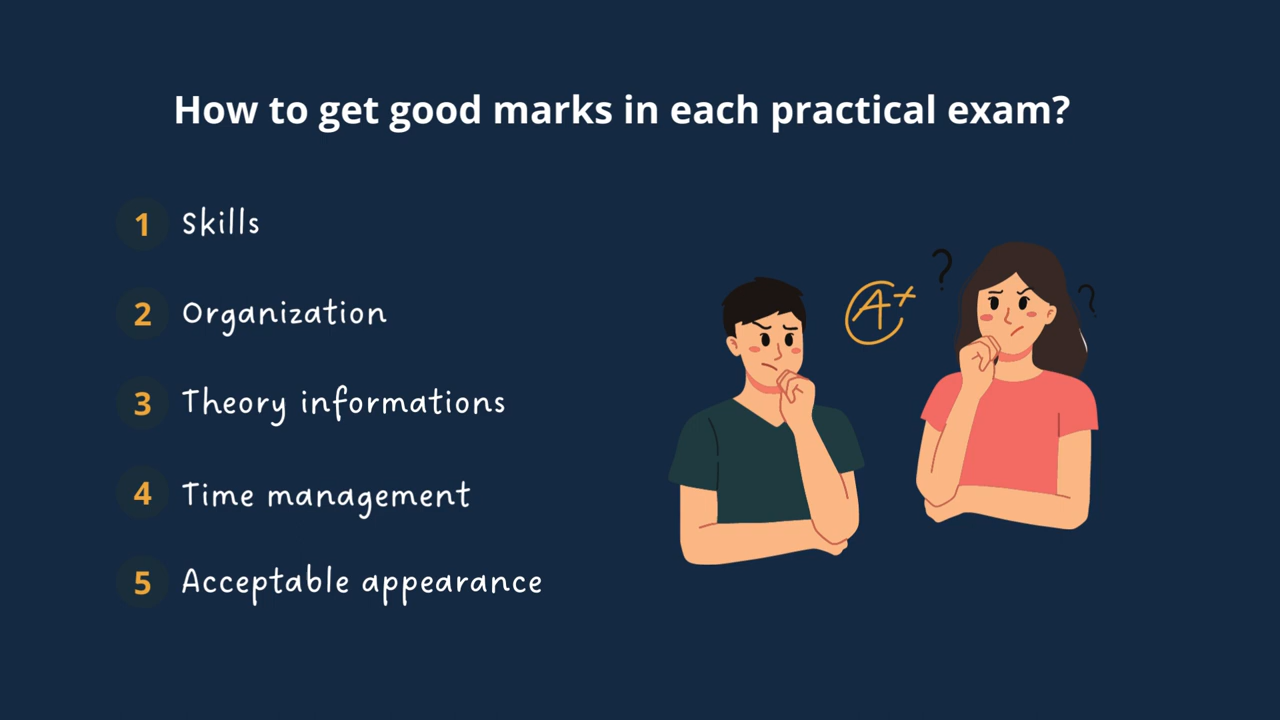 How to get good marks in each practical exam?
1 Skills
2 Organization
3 Theory informations
4 Time management
5 Acceptable appearance
A+
? ?